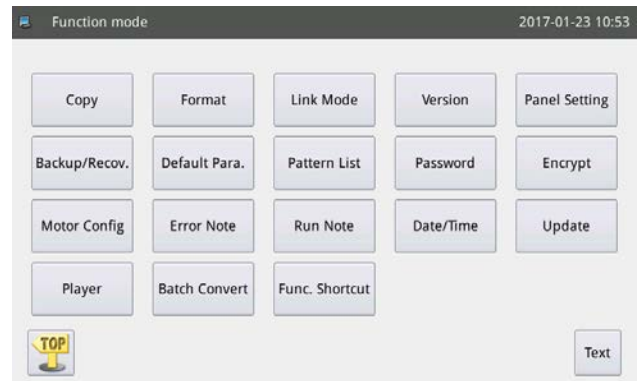 Function mode 2017-01-23 10:53
Copy Format Link Mode Version Panel Setting
Backup/Recov. Default Para. Pattern List Password Encrypt
Motor Config Error Note Run Note Date/Time Update
Player Batch Convert Func. Shortcut
TOP Text